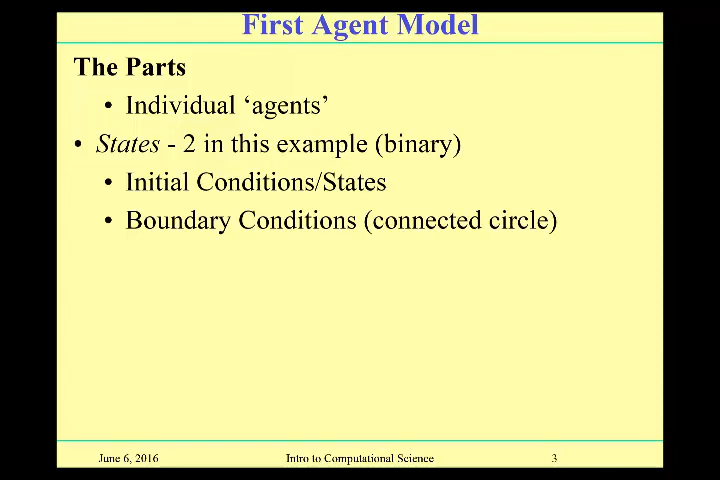 First Agent Model
The Parts
• Individual ‘agents’
• States - 2 in this example (binary)
• Initial Conditions/States
• Boundary Conditions (connected circle)
June 6, 2016
Intro to Computational Science
3